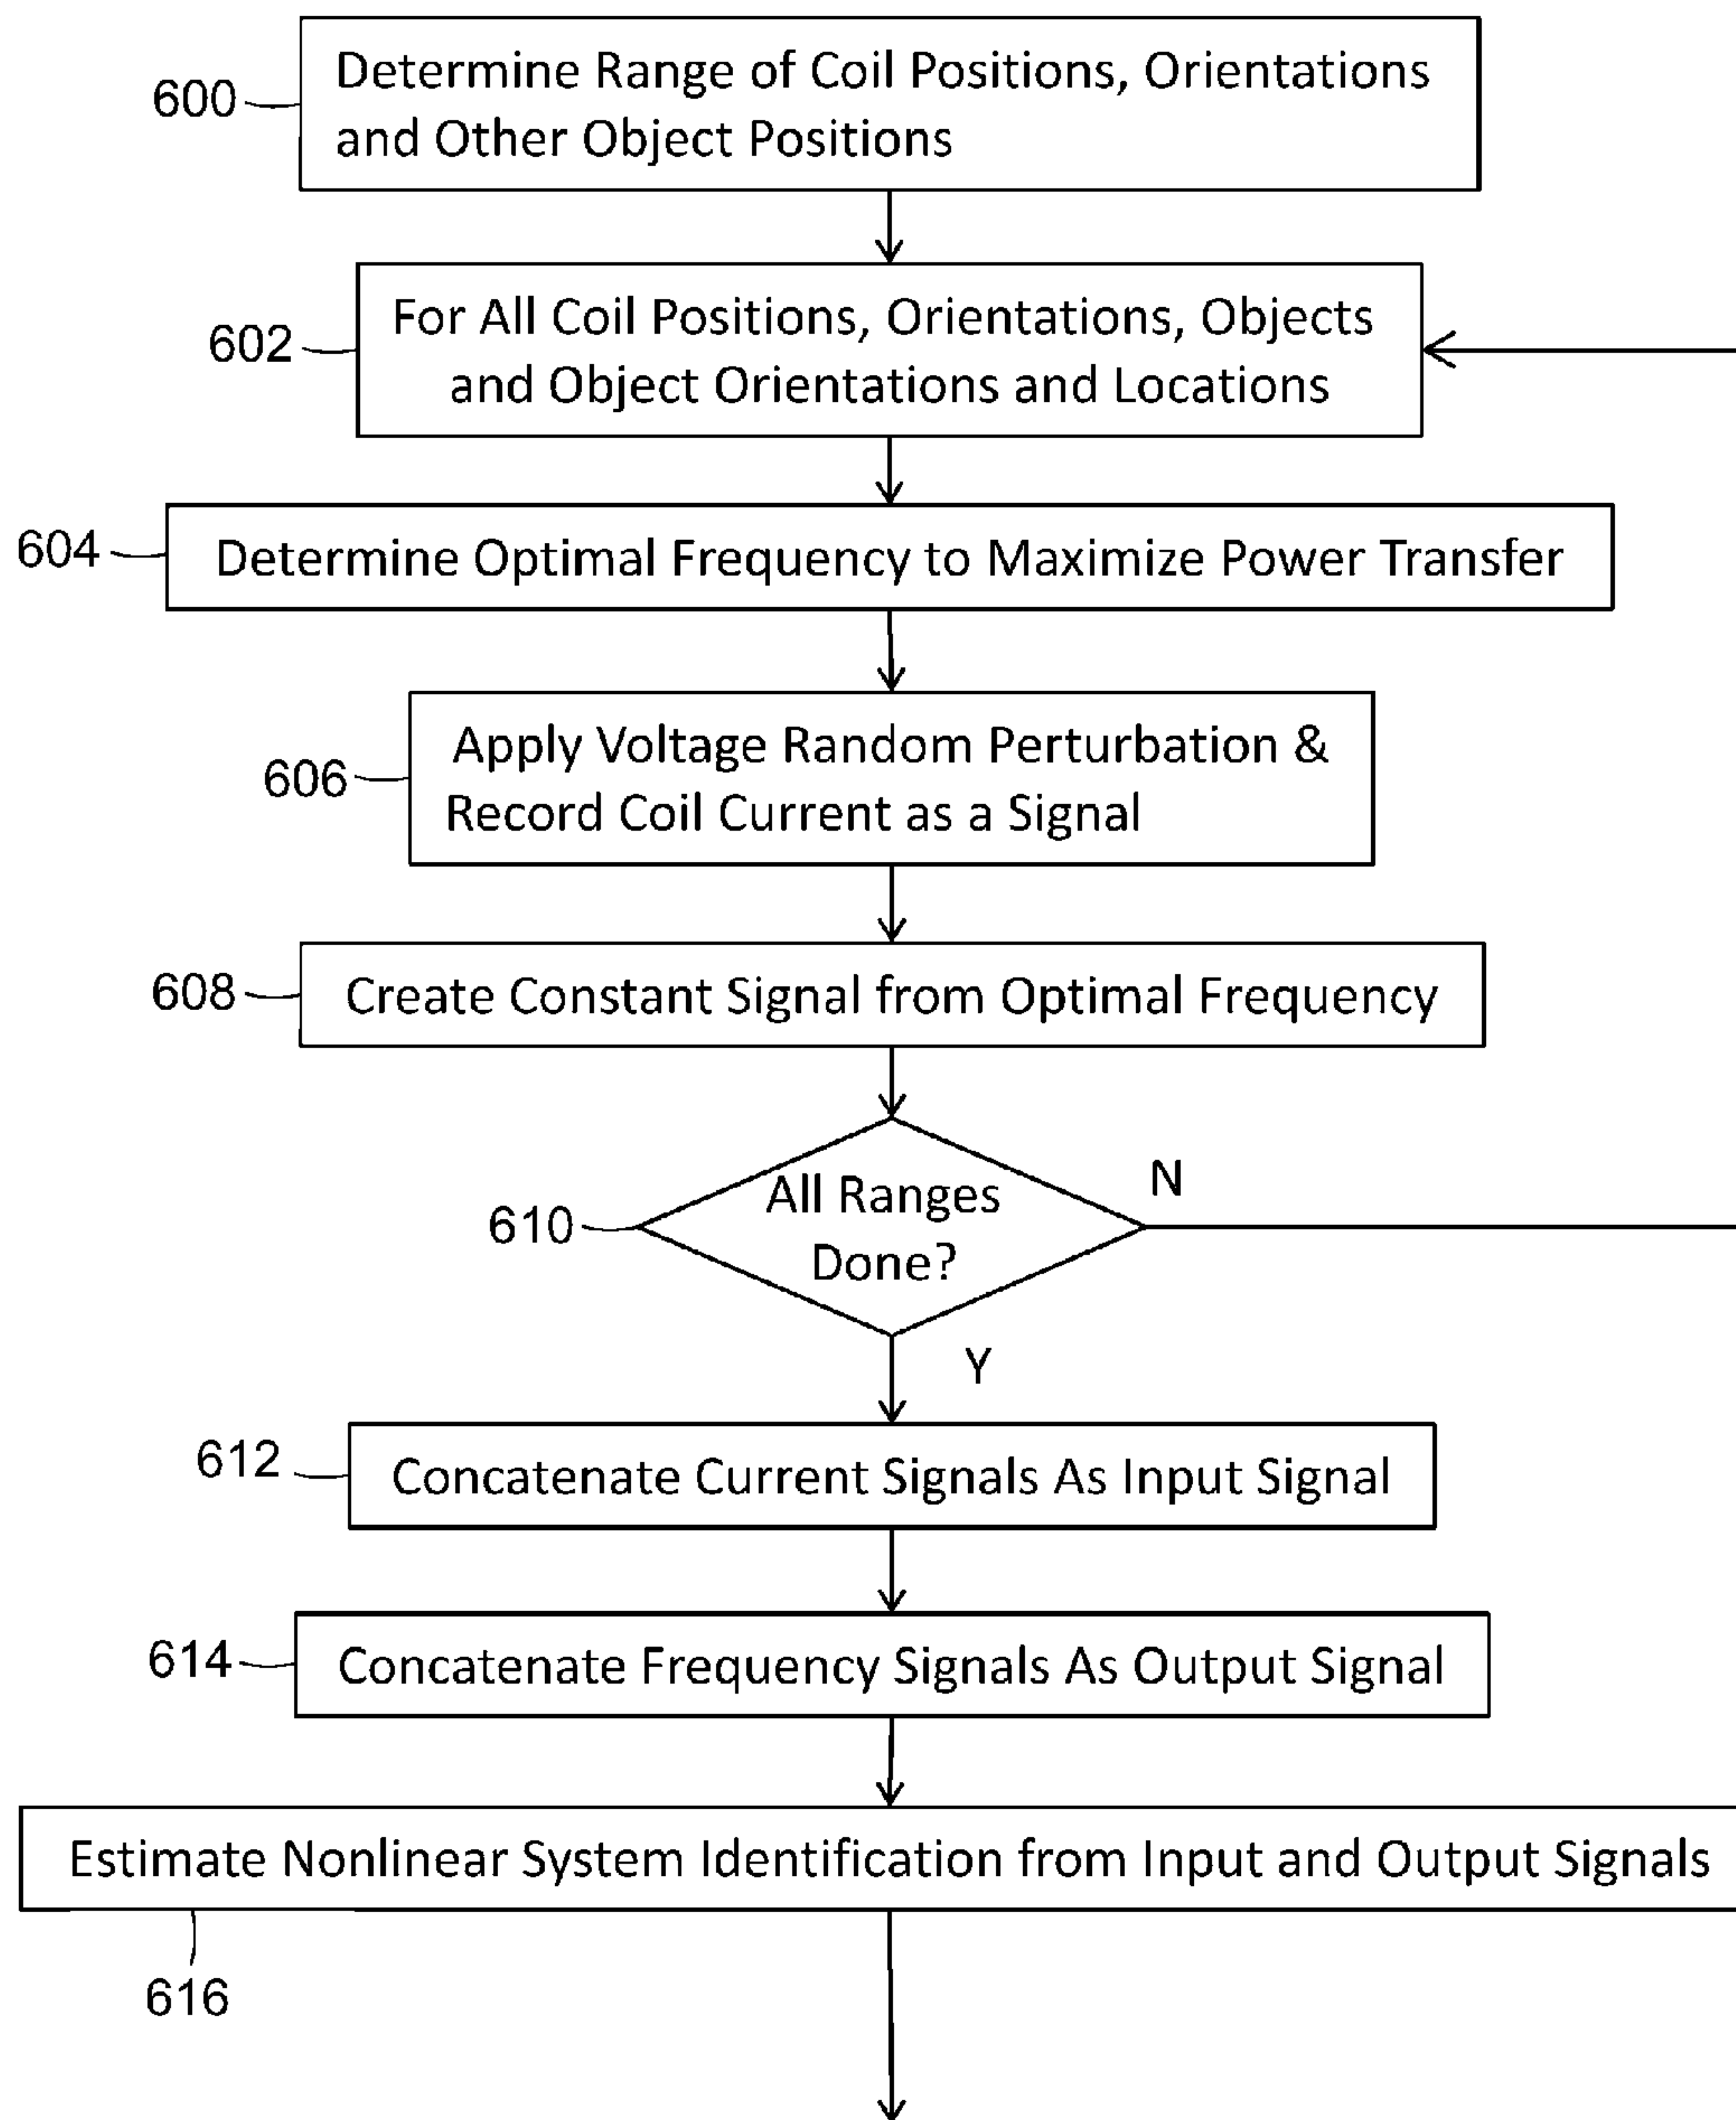 600
Determine Range of Coil Positions, Orientations
and Other Object Positions
602
For All Coil Positions, Orientations, Objects
and Object Orientations and Locations
604
Determine Optimal Frequency to Maximize Power Transfer
606
Apply Voltage Random Perturbation &
Record Coil Current as a Signal
608
Create Constant Signal from Optimal Frequency
610
All Ranges
Done?
N
Y
612
Concatenate Current Signals As Input Signal
614
Concatenate Frequency Signals As Output Signal
Estimate Nonlinear System Identification from Input and Output Signals
616